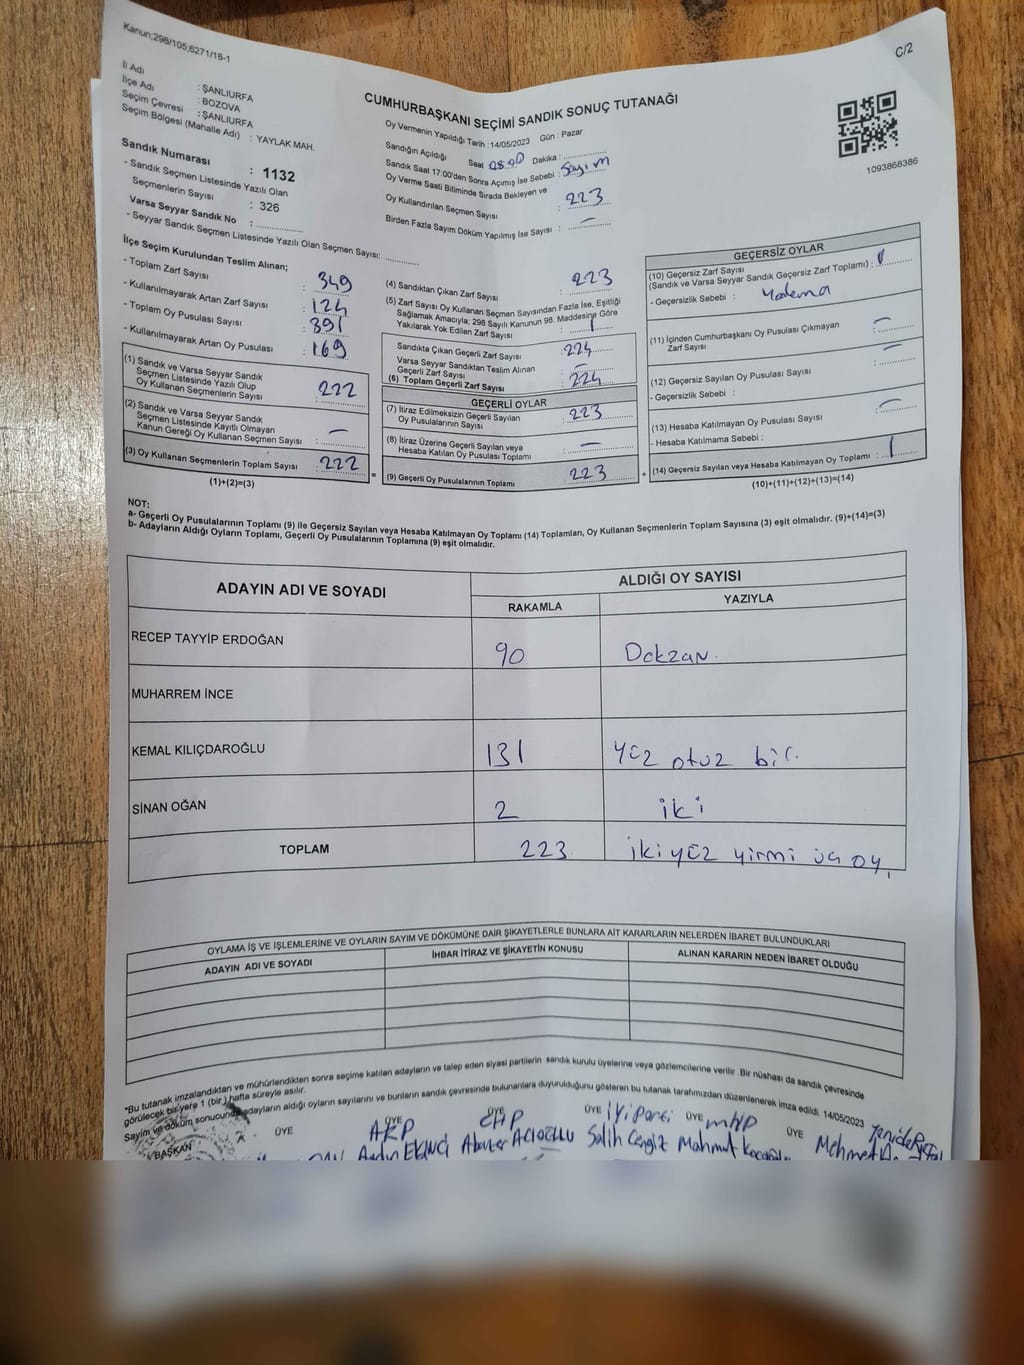 Kanun:298/105;6271/18-1
C/2
İl Adı : ŞANLIURFA
İlçe Adı : BOZOVA
Seçim Çevresi : ŞANLIURFA
Seçim Bölgesi (Mahalle Adı) : YAYLAK MAH.
Sandık Numarası : 1132
- Sandık Seçmen Listesinde Yazılı Olan
Seçmenlerin Sayısı : 326
Varsa Seyyar Sandık No :
- Seyyar Sandık Seçmen Listesinde Yazılı Olan Seçmen Sayısı:
CUMHURBAŞKANI SEÇİMİ SANDIK SONUÇ TUTANAĞI
Oy Vermenin Yapıldığı Tarih : 14/05/2023 Gün : Pazar
Sandığın Açıldığı Saat 08:00 Dakika :
Sandık Saat 17:00'den Sonra Açımış İse Sebebi : Sayım
Oy Verme Saati Bitiminde Sırada Bekleyen ve
Oy Kullandırılan Seçmen Sayısı : 223
Birden Fazla Sayım Döküm Yapılmış İse Sayısı : —
1093868386
İlçe Seçim Kurulundan Teslim Alınan;
- Toplam Zarf Sayısı : 349
- Kullanılmayarak Artan Zarf Sayısı : 124
- Toplam Oy Pusulası Sayısı : 391
- Kullanılmayarak Artan Oy Pusulası : 169
(1) Sandık ve Varsa Seyyar Sandık
Seçmen Listesinde Yazılı Olup
Oy Kullanan Seçmenlerin Sayısı : 222
(2) Sandık ve Varsa Seyyar Sandık
Seçmen Listesinde Kayıtlı Olmayan
Kanun Gereği Oy Kullanan Seçmen Sayısı : —
(3) Oy Kullanan Seçmenlerin Toplam Sayısı : 222
(1)+(2)=(3)
(4) Sandıktan Çıkan Zarf Sayısı : 223
(5) Zarf Sayısı Oy Kullanan Seçmen Sayısından Fazla İse, Eşitliği
Sağlamak Amacıyla; 298 Sayılı Kanunun 98. Maddesine Göre
Yakılarak Yok Edilen Zarf Sayısı : 1
Sandıkta Çıkan Geçerli Zarf Sayısı : 224
Varsa Seyyar Sandıktan Teslim Alınan
Geçerli Zarf Sayısı : —
(6) Toplam Geçerli Zarf Sayısı : 224
GEÇERLİ OYLAR
(7) İtiraz Edilmeksizin Geçerli Sayılan
Oy Pusulalarının Sayısı : 223
(8) İtiraz Üzerine Geçerli Sayılan veya
Hesaba Katılan Oy Pusulası Toplamı : —
(9) Geçerli Oy Pusulalarının Toplamı : 223
=
+
GEÇERSİZ OYLAR
(10) Geçersiz Zarf Sayısı
(Sandık ve Varsa Seyyar Sandık Geçersiz Zarf Toplamı) :
- Geçersizlik Sebebi :
(11) İçinden Cumhurbaşkanı Oy Pusulası Çıkmayan
Zarf Sayısı : —
(12) Geçersiz Sayılan Oy Pusulası Sayısı : —
- Geçersizlik Sebebi :
(13) Hesaba Katılmayan Oy Pusulası Sayısı : —
- Hesaba Katılmama Sebebi :
(14) Geçersiz Sayılan veya Hesaba Katılmayan Oy Toplamı : 1
(10)+(11)+(12)+(13)=(14)
NOT:
a- Geçerli Oy Pusulalarının Toplamı (9) ile Geçersiz Sayılan veya Hesaba Katılmayan Oy Toplamı (14) Toplamları, Oy Kullanan Seçmenlerin Toplam Sayısına (3) eşit olmalıdır. (9)+(14)=(3)
b- Adayların Aldığı Oyların Toplamı, Geçerli Oy Pusulalarının Toplamına (9) eşit olmalıdır.
ADAYIN ADI VE SOYADI
ALDIĞI OY SAYISI
RAKAMLA YAZIYLA
RECEP TAYYİP ERDOĞAN 90 Dokzan.
MUHARREM İNCE
KEMAL KILIÇDAROĞLU 131 Yüz otuz bir.
SİNAN OĞAN 2 iki
TOPLAM 223 ikiyüz yirmi üç oy.
OYLAMA İŞ VE İŞLEMLERİNE VE OYLARIN SAYIM VE DÖKÜMÜNE DAİR ŞİKAYETLERLE BUNLARA AİT KARARLARIN NELERDEN İBARET BULUNDUKLARI
ADAYIN ADI VE SOYADI İHBAR İTİRAZ VE ŞİKAYETİN KONUSU ALINAN KARARIN NEDEN İBARET OLDUĞU
"Bu tutanak imzalandıktan ve mühürlendikten sonra seçime katılan adayların ve talep eden siyasi partilerin sandık kurulu üyelerine veya gözlemcilerine verilir .Bir nüshası da sandık çevresinde
görülecek bir yere 1 (bir) hafta süreyle asılır.
Sayım ve döküm sonucunda adayların aldığı oyların sayılarını ve bunların sandık çevresinde bulunanlara duyurulduğunu gösteren bu tutanak tarafımızdan düzenlenerek imza edildi. 14/05/2023
BAŞKAN ÜYE ÜYE ÜYE ÜYE ÜYE ÜYE
AKP CHP iyi parti MHP
Aydın EKİNCİ Salih Cengiz Mahmut Mehmet